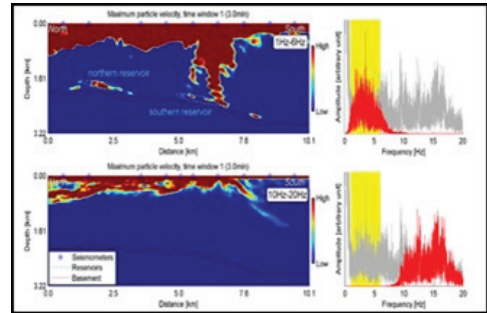 Maximum particle velocity, time window 1 (3.0min)
0.00
North
South
1Hz-6Hz
High
northern reservoir
1.61
southern reservoir
Low
Depth [km]
3.22
0.0 2.5 5.0 7.6 10.1
Distance [km]
Amplitude [arbitrary unit]
0 5 10 15 20
Frequency [Hz]
Maximum particle velocity, time window 1 (3.0min)
0.00
South
10Hz-20Hz
High
1.61
Low
Depth [km]
Seismometers
Reservoirs
Basement
3.22
0.0 2.5 5.0 7.6 10.1
Distance [km]
Amplitude [arbitrary unit]
0 5 10 15 20
Frequency [Hz]